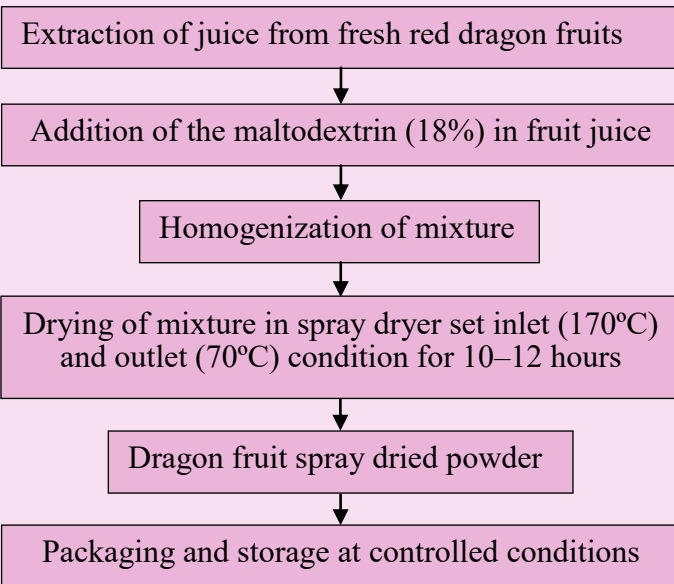 Extraction of juice from fresh red dragon fruits
Addition of the maltodextrin (18%) in fruit juice
Homogenization of mixture
Drying of mixture in spray dryer set inlet (170ºC)
and outlet (70ºC) condition for 10–12 hours
Dragon fruit spray dried powder
Packaging and storage at controlled conditions